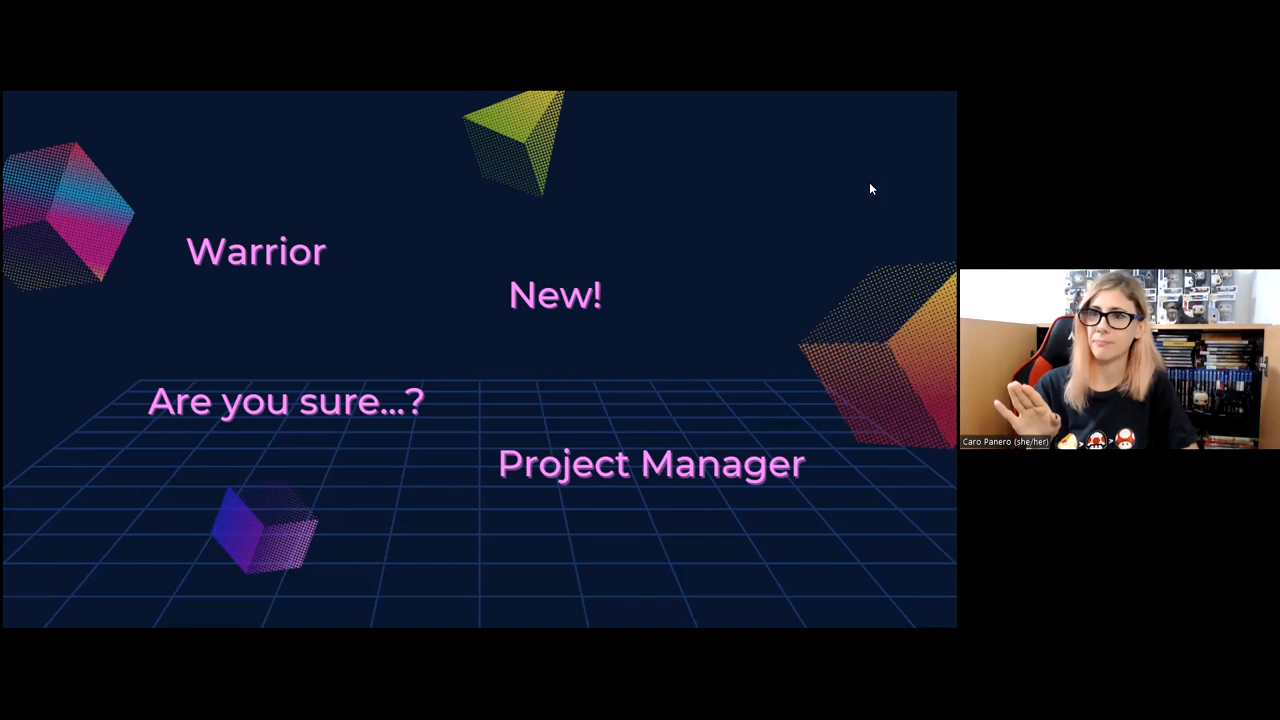 Warrior
New!
Are you sure...?
Project Manager
Caro Panero (she/her)
> >